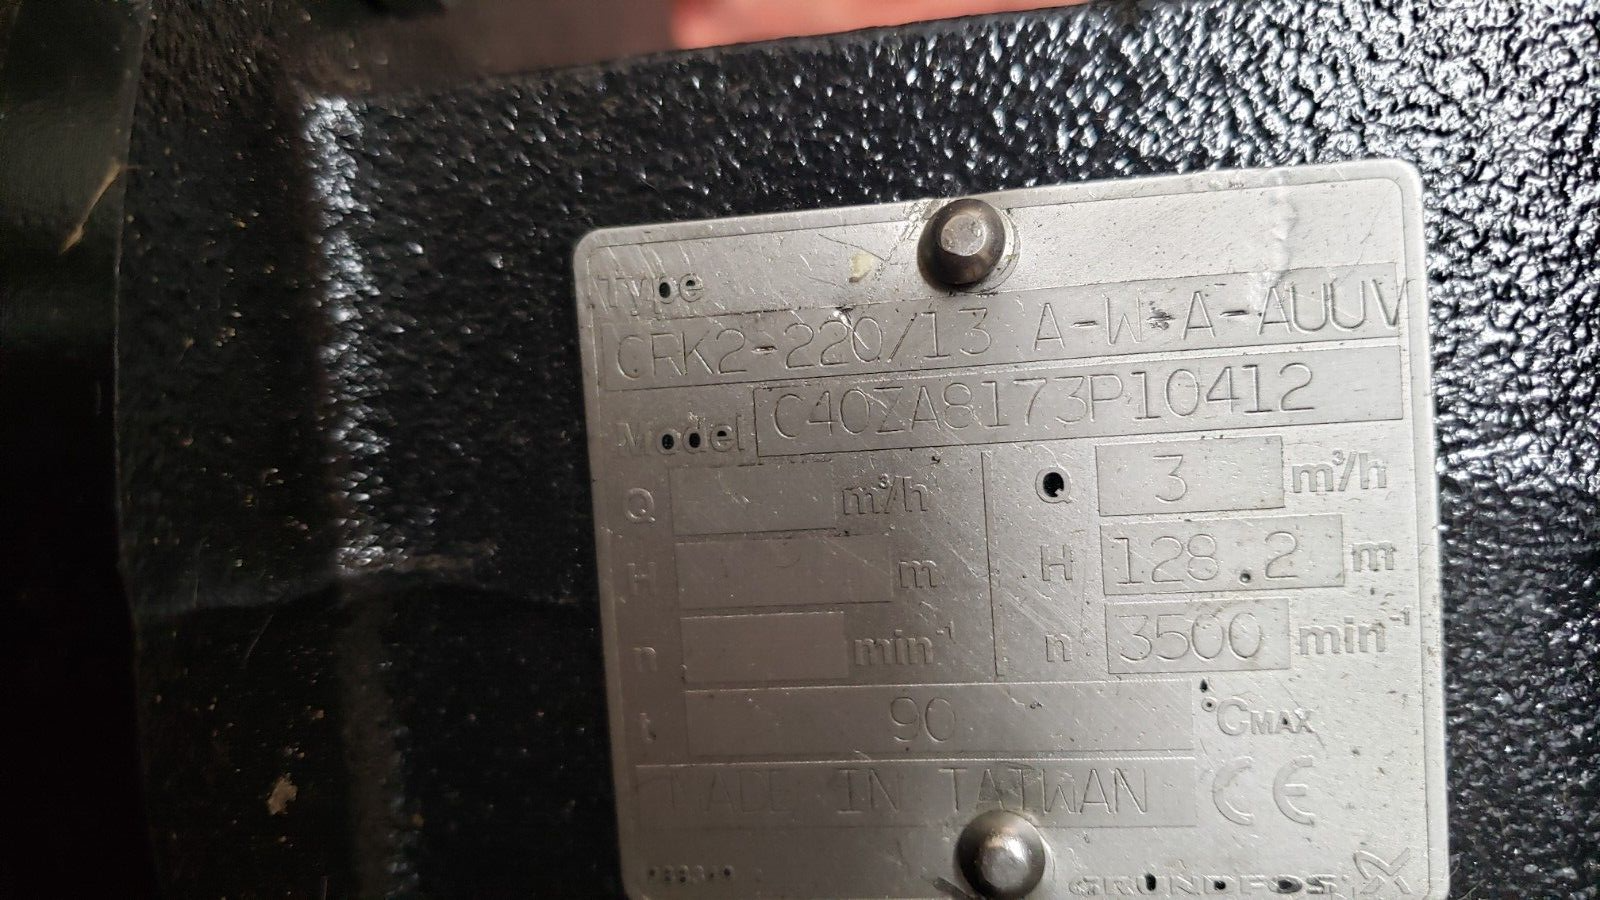 Type
CRK2-220/13 A-W-A-AUUV
Model C40ZA8173P10412
Q m³/h Q 3 m³/h
H m H 128.2 m
n min⁻¹ n 3500 min⁻¹
t 90 °CMAX
MADE IN TAIWAN CE
GRUNDFOS